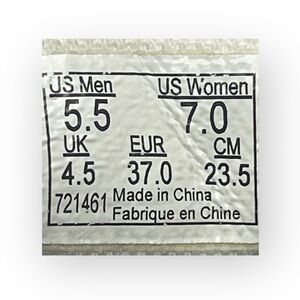 US Men US Women
5.5 7.0
UK EUR CM
4.5 37.0 23.5
721461 Made in China
Fabrique en Chine